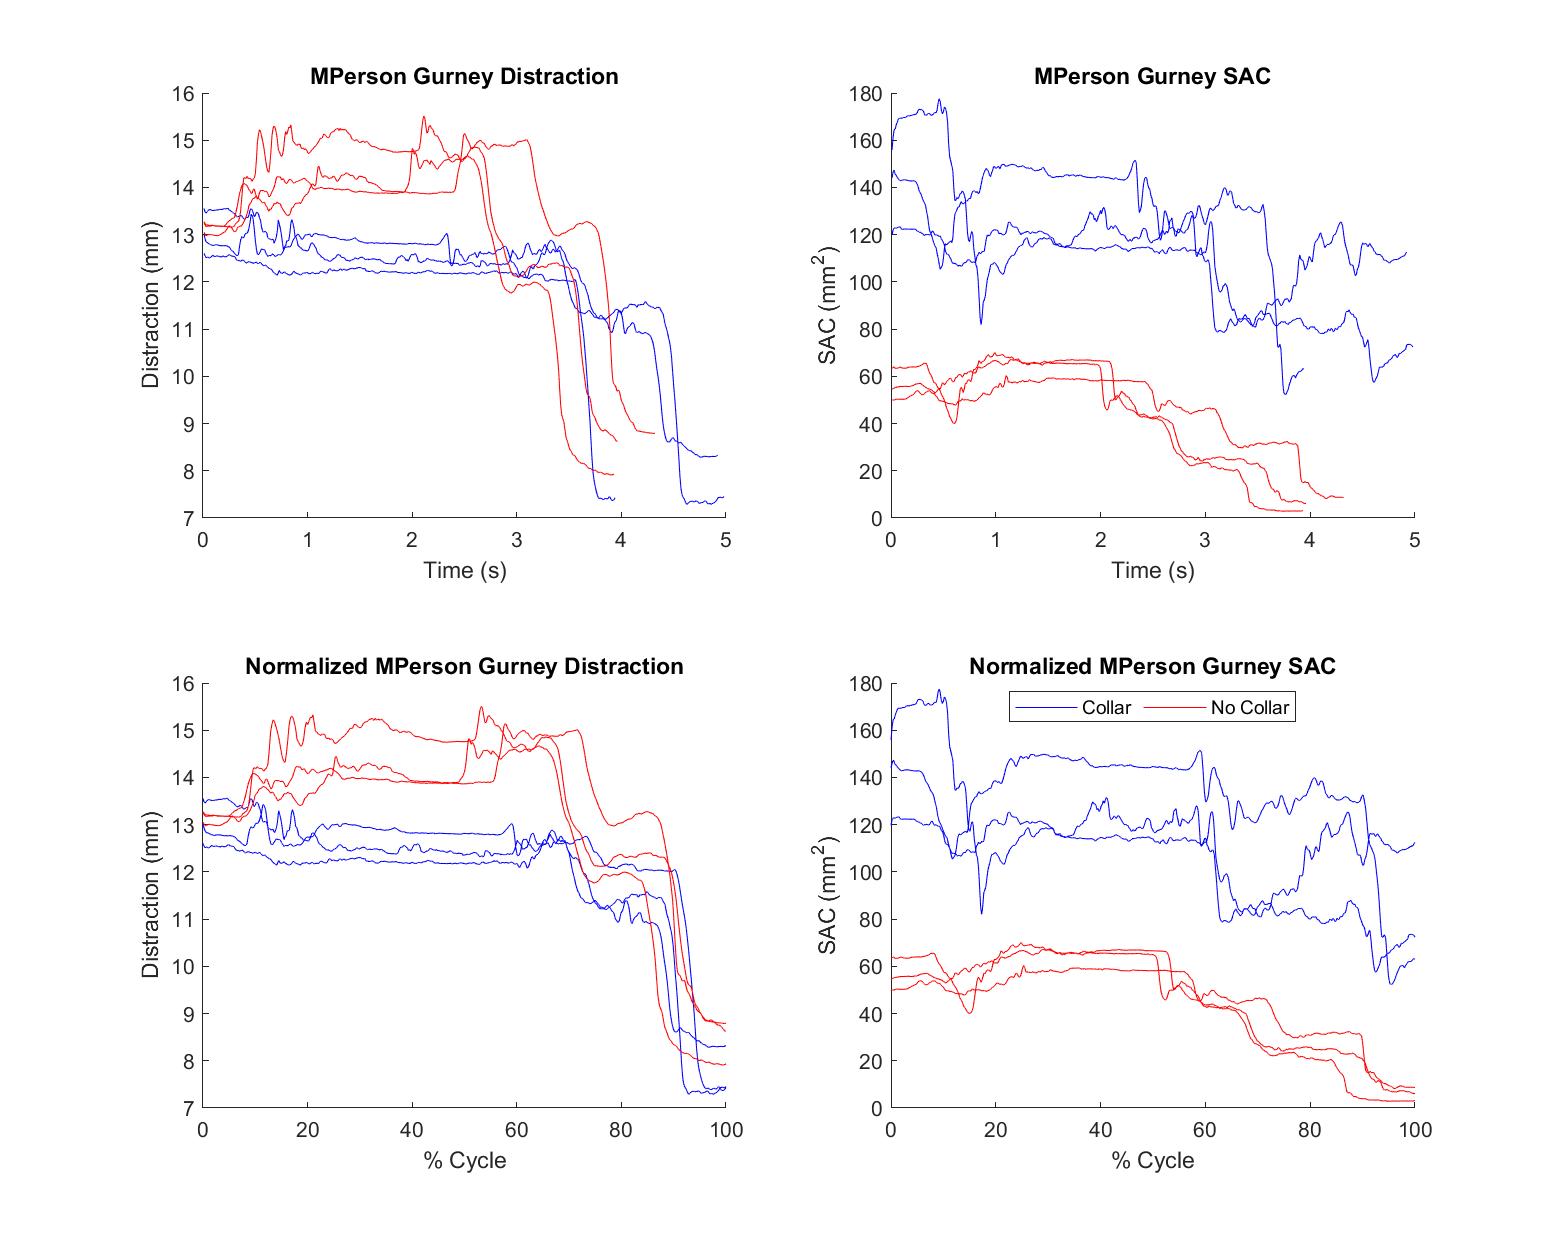 MPerson Gurney Distraction
16
15
14
13
12
11
10
9
8
7
Distraction (mm)
0 1 2 3 4 5
Time (s)
MPerson Gurney SAC
180
160
140
120
100
80
60
40
20
0
SAC (mm²)
0 1 2 3 4 5
Time (s)
Normalized MPerson Gurney Distraction
16
15
14
13
12
11
10
9
8
7
Distraction (mm)
0 20 40 60 80 100
% Cycle
Normalized MPerson Gurney SAC
Collar No Collar
180
160
140
120
100
80
60
40
20
0
SAC (mm²)
0 20 40 60 80 100
% Cycle